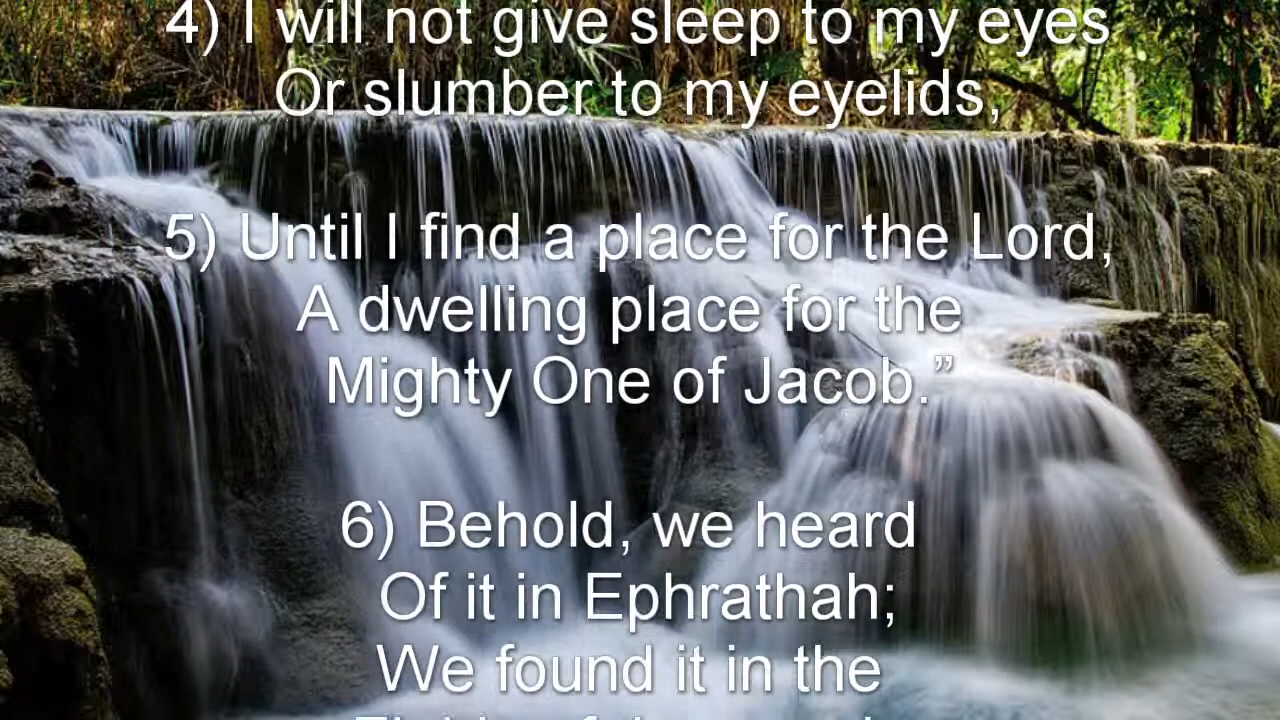 4) I will not give sleep to my eyes
Or slumber to my eyelids,
5) Until I find a place for the Lord,
A dwelling place for the
Mighty One of Jacob.”
6) Behold, we heard
Of it in Ephrathah;
We found it in the